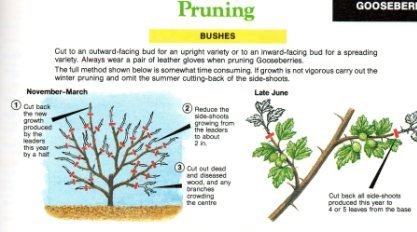 Pruning
GOOSEBERR
BUSHES
Cut to an outward-facing bud for an upright variety or to an inward-facing bud for a spreading
variety. Always wear a pair of leather gloves when pruning Gooseberries.
The full method shown below is somewhat time consuming. If growth is not vigorous carry out the
winter pruning and omit the summer cutting-back of the side-shoots.
November-March
1 Cut back
the new
growth
produced
by the
leaders
this year
by a half
2 Reduce the
side-shoots
growing from
the leaders
to about
2 in.
3 Cut out dead
and diseased
wood, and any
branches
crowding
the centre
Late June
Cut back all side-shoots
produced this year to
4 or 5 leaves from the base